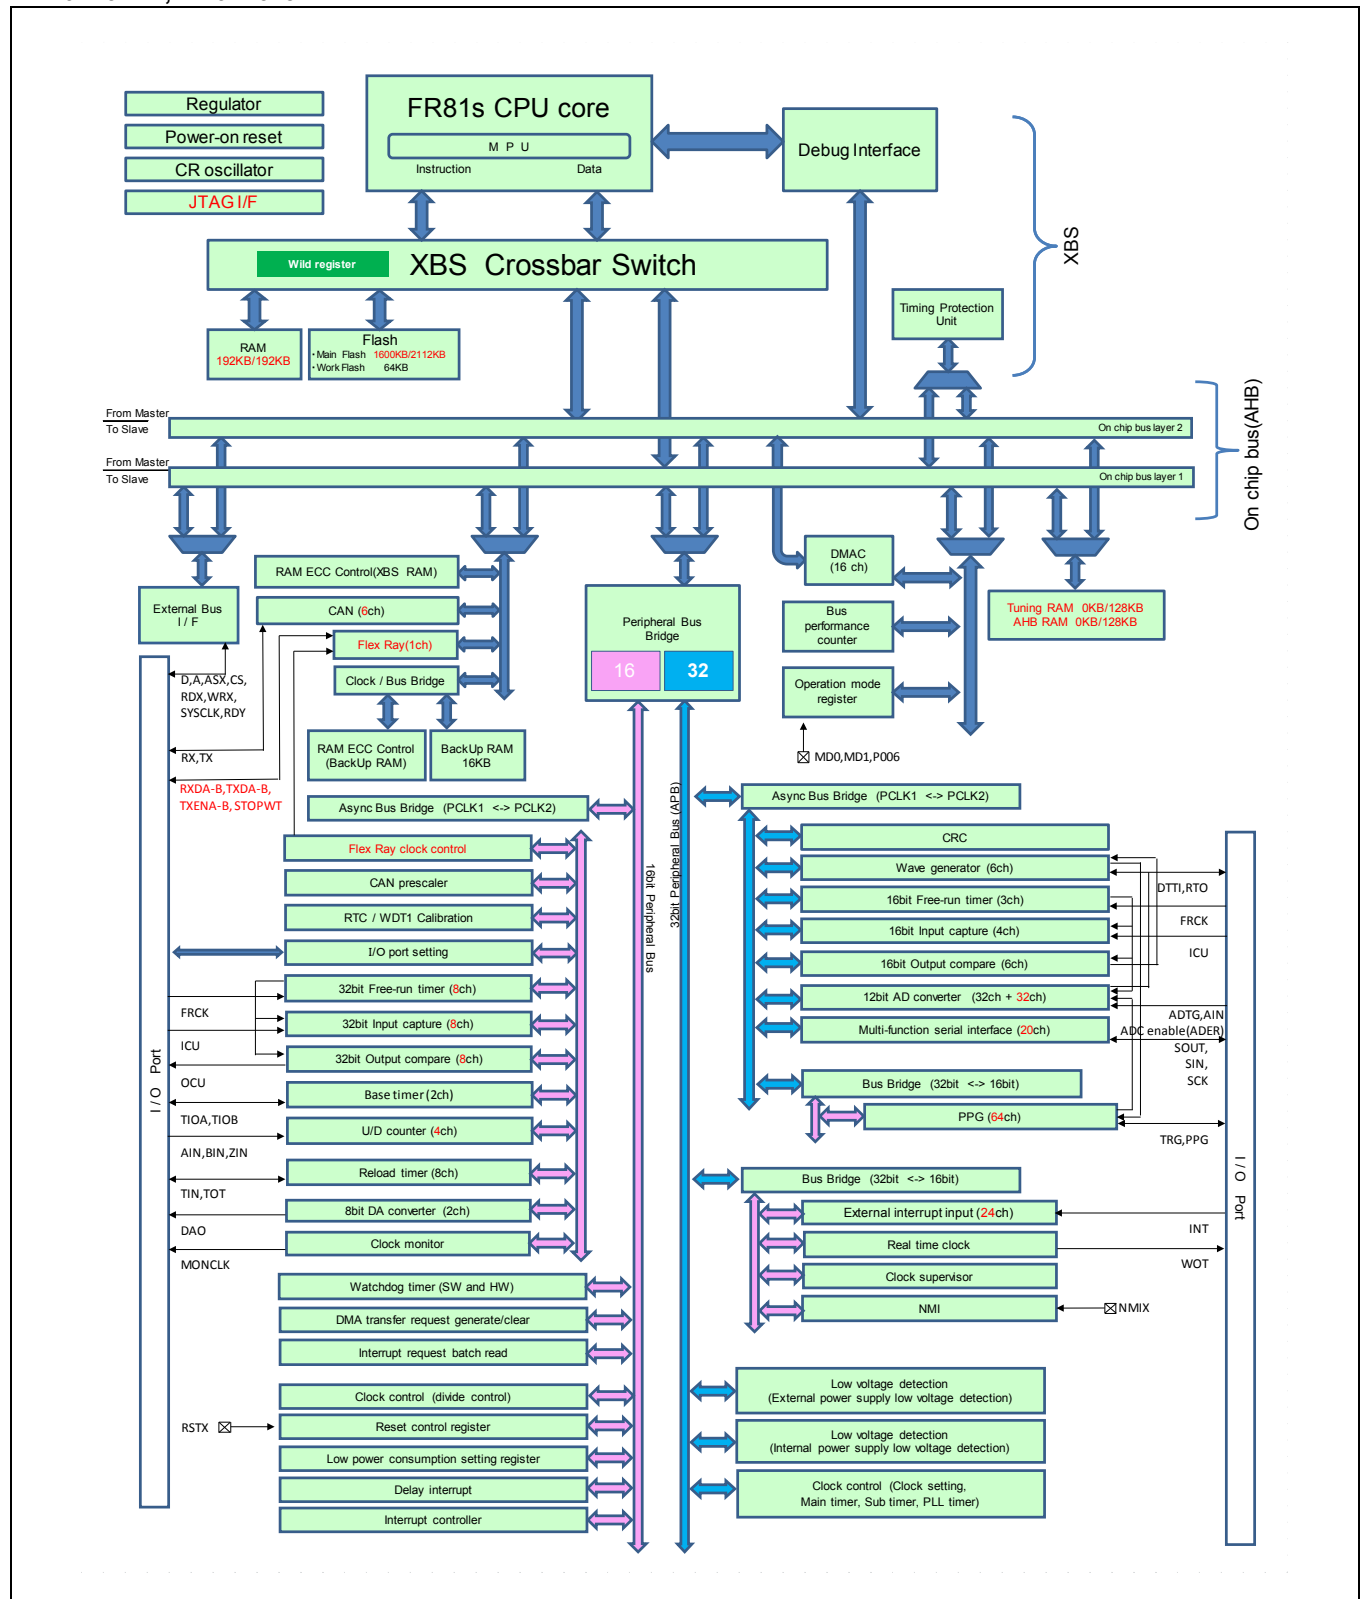 Regulator
Power-on reset
CR oscillator
JTAG I/F
FR81s CPU core
M P U
Instruction
Data
Debug Interface
XBS
Wild register
XBS Crossbar Switch
RAM
192KB/192KB
Flash
・Main Flash 1600KB/2112KB
・Work Flash 64KB
Timing Protection
Unit
On chip bus(AHB)
From Master
To Slave
On chip bus layer 2
From Master
To Slave
On chip bus layer 1
External Bus
I / F
RAM ECC Control(XBS RAM)
CAN (6ch)
Flex Ray(1ch)
Clock / Bus Bridge
RAM ECC Control
(BackUp RAM)
BackUp RAM
16KB
Peripheral Bus
Bridge
16
32
DMAC
(16 ch)
Bus
performance
counter
Operation mode
register
MD0,MD1,P006
Tuning RAM 0KB/128KB
AHB RAM 0KB/128KB
D,A,ASX,CS,
RDX,WRX,
SYSCLK,RDY
RX,TX
RXDA-B,TXDA-B,
TXENA-B, STOPWT
I / O Port
16bit Peripheral Bus
32bit Peripheral Bus (APB)
Async Bus Bridge (PCLK1 <-> PCLK2)
Flex Ray clock control
CAN prescaler
RTC / WDT1 Calibration
I/O port setting
32bit Free-run timer (8ch)
FRCK
32bit Input capture (8ch)
ICU
32bit Output compare (8ch)
OCU
Base timer (2ch)
TIOA,TIOB
U/D counter (4ch)
AIN,BIN,ZIN
Reload timer (8ch)
TIN,TOT
8bit DA converter (2ch)
DAO
Clock monitor
MONCLK
Watchdog timer (SW and HW)
DMA transfer request generate/clear
Interrupt request batch read
Clock control (divide control)
RSTX
Reset control register
Low power consumption setting register
Delay interrupt
Interrupt controller
Async Bus Bridge (PCLK1 <-> PCLK2)
CRC
Wave generator (6ch)
DTTI,RTO
16bit Free-run timer (3ch)
FRCK
16bit Input capture (4ch)
ICU
16bit Output compare (6ch)
12bit AD converter (32ch + 32ch)
ADTG,AIN
ADC enable(ADER)
Multi-function serial interface (20ch)
SOUT,
SIN,
SCK
Bus Bridge (32bit <-> 16bit)
PPG (64ch)
TRG,PPG
I / O Port
Bus Bridge (32bit <-> 16bit)
External interrupt input (24ch)
INT
Real time clock
WOT
Clock supervisor
NMI
NMIX
Low voltage detection
(External power supply low voltage detection)
Low voltage detection
(Internal power supply low voltage detection)
Clock control (Clock setting,
Main timer, Sub timer, PLL timer)